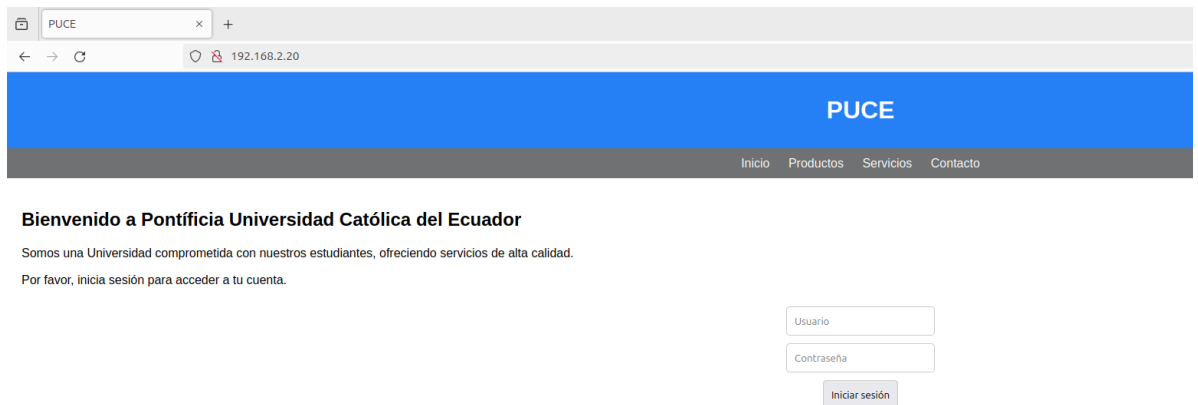 PUCE
192.168.2.20
PUCE
Inicio Productos Servicios Contacto
Bienvenido a Pontíficia Universidad Católica del Ecuador
Somos una Universidad comprometida con nuestros estudiantes, ofreciendo servicios de alta calidad.
Por favor, inicia sesión para acceder a tu cuenta.
Usuario
Contraseña
Iniciar sesión